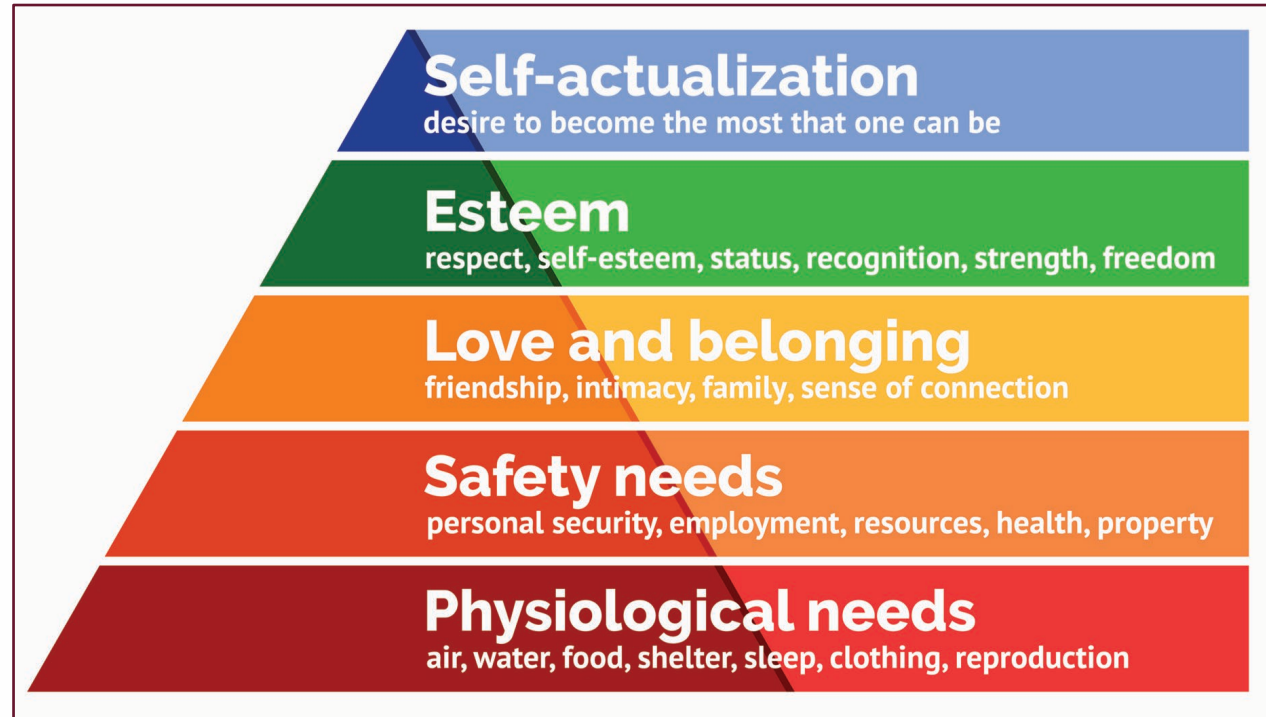 Self-actualization
desire to become the most that one can be
Esteem
respect, self-esteem, status, recognition, strength, freedom
Love and belonging
friendship, intimacy, family, sense of connection
Safety needs
personal security, employment, resources, health, property
Physiological needs
air, water, food, shelter, sleep, clothing, reproduction